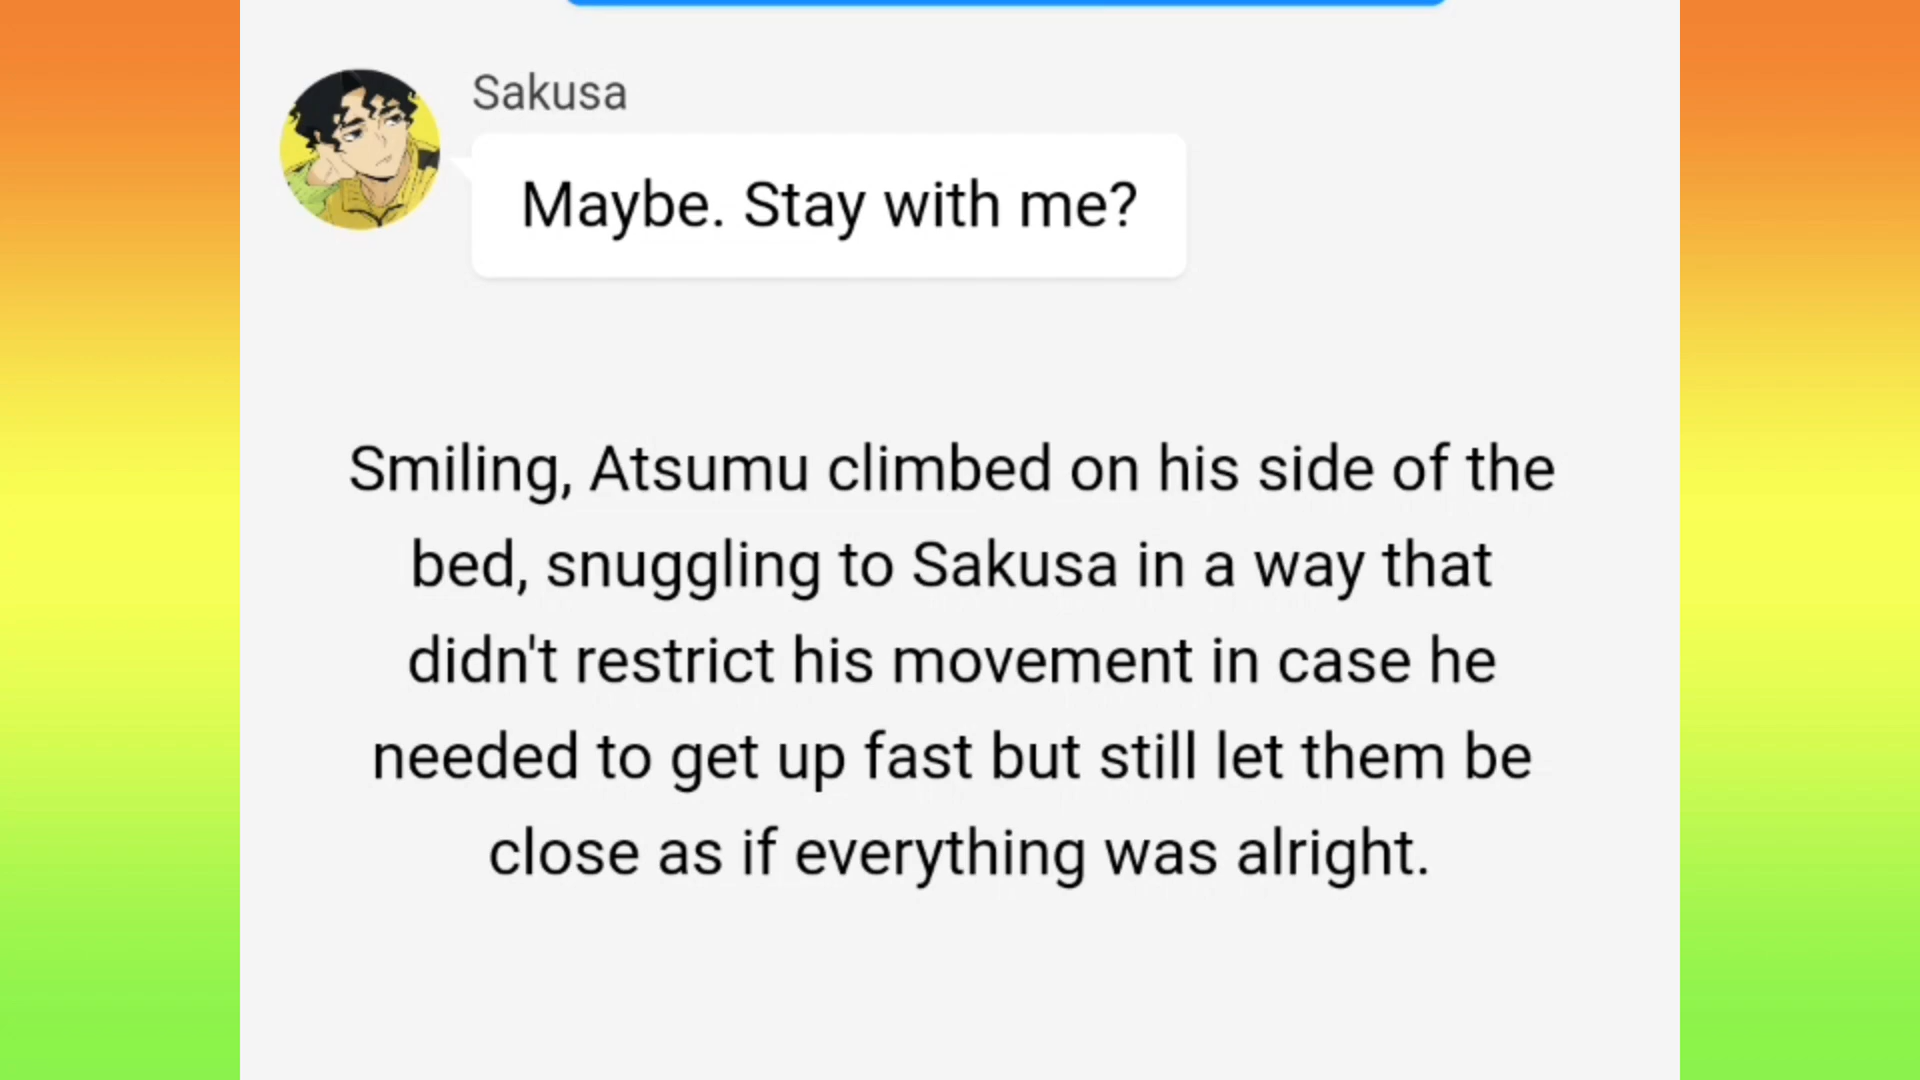 Sakusa
Maybe. Stay with me?
Smiling, Atsumu climbed on his side of the
bed, snuggling to Sakusa in a way that
didn't restrict his movement in case he
needed to get up fast but still let them be
close as if everything was alright.